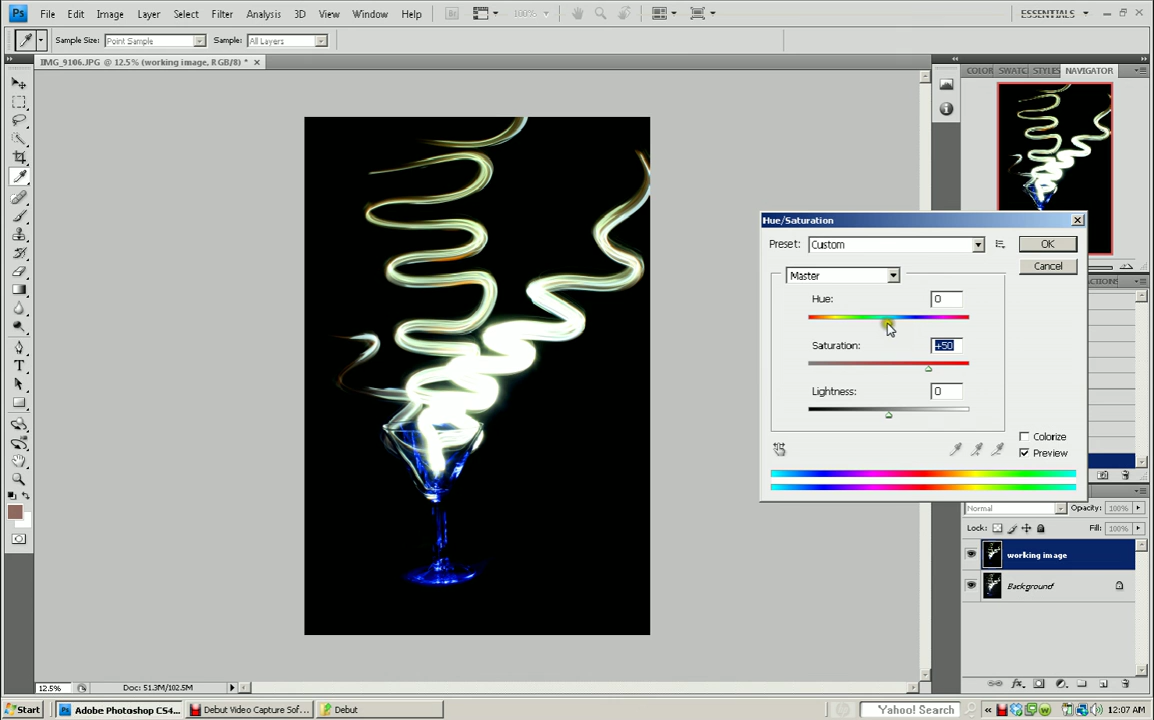 Ps File Edit Image Layer Select Filter Analysis 3D View Window Help Br 100% ESSENTIALS
Sample Size: Point Sample Sample: All Layers
IMG_9106.JPG @ 12.5% (working image, RGB/8) *
COLOR SWATC STYLES NAVIGATOR
Hue/Saturation
Preset: Custom OK
Master Cancel
Hue: 0
Saturation: +50
Lightness: 0
Colorize
Preview
Normal Opacity: 100%
Lock: Fill: 100%
working image
Background
12.5% Doc: 51.3M/102.5M
Start Adobe Photoshop CS4... Debut Video Capture Sof... Debut Yahoo! Search 12:07 AM